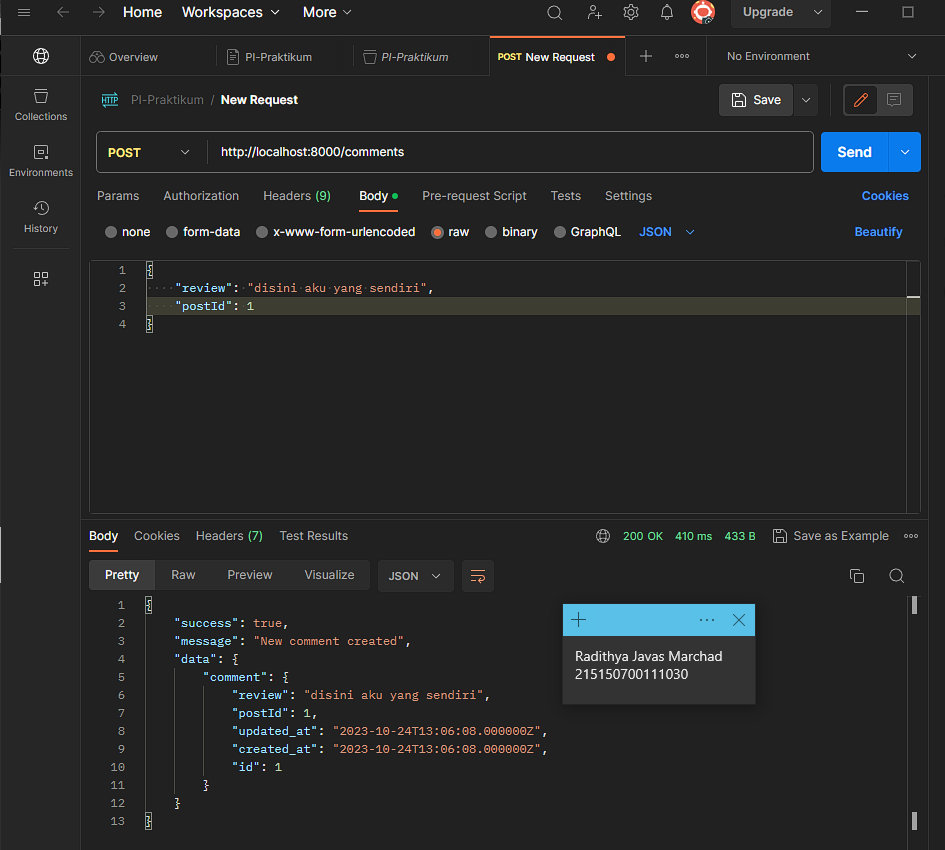 Home Workspaces More Upgrade
Overview PI-Praktikum PI-Praktikum POST New Request No Environment
HTTP PI-Praktikum / New Request Save
Collections
Environments
History
POST http://localhost:8000/comments Send
Params Authorization Headers (9) Body Pre-request Script Tests Settings Cookies
none form-data x-www-form-urlencoded raw binary GraphQL JSON Beautify
1 {
2 "review": "disini aku yang sendiri",
3 "postId": 1
4 }
Body Cookies Headers (7) Test Results 200 OK 410 ms 433 B Save as Example
Pretty Raw Preview Visualize JSON
1 {
2 "success": true,
3 "message": "New comment created",
4 "data": {
5 "comment": {
6 "review": "disini aku yang sendiri",
7 "postId": 1,
8 "updated_at": "2023-10-24T13:06:08.000000Z",
9 "created_at": "2023-10-24T13:06:08.000000Z",
10 "id": 1
11 }
12 }
13 }
Radithya Javas Marchad
215150700111030